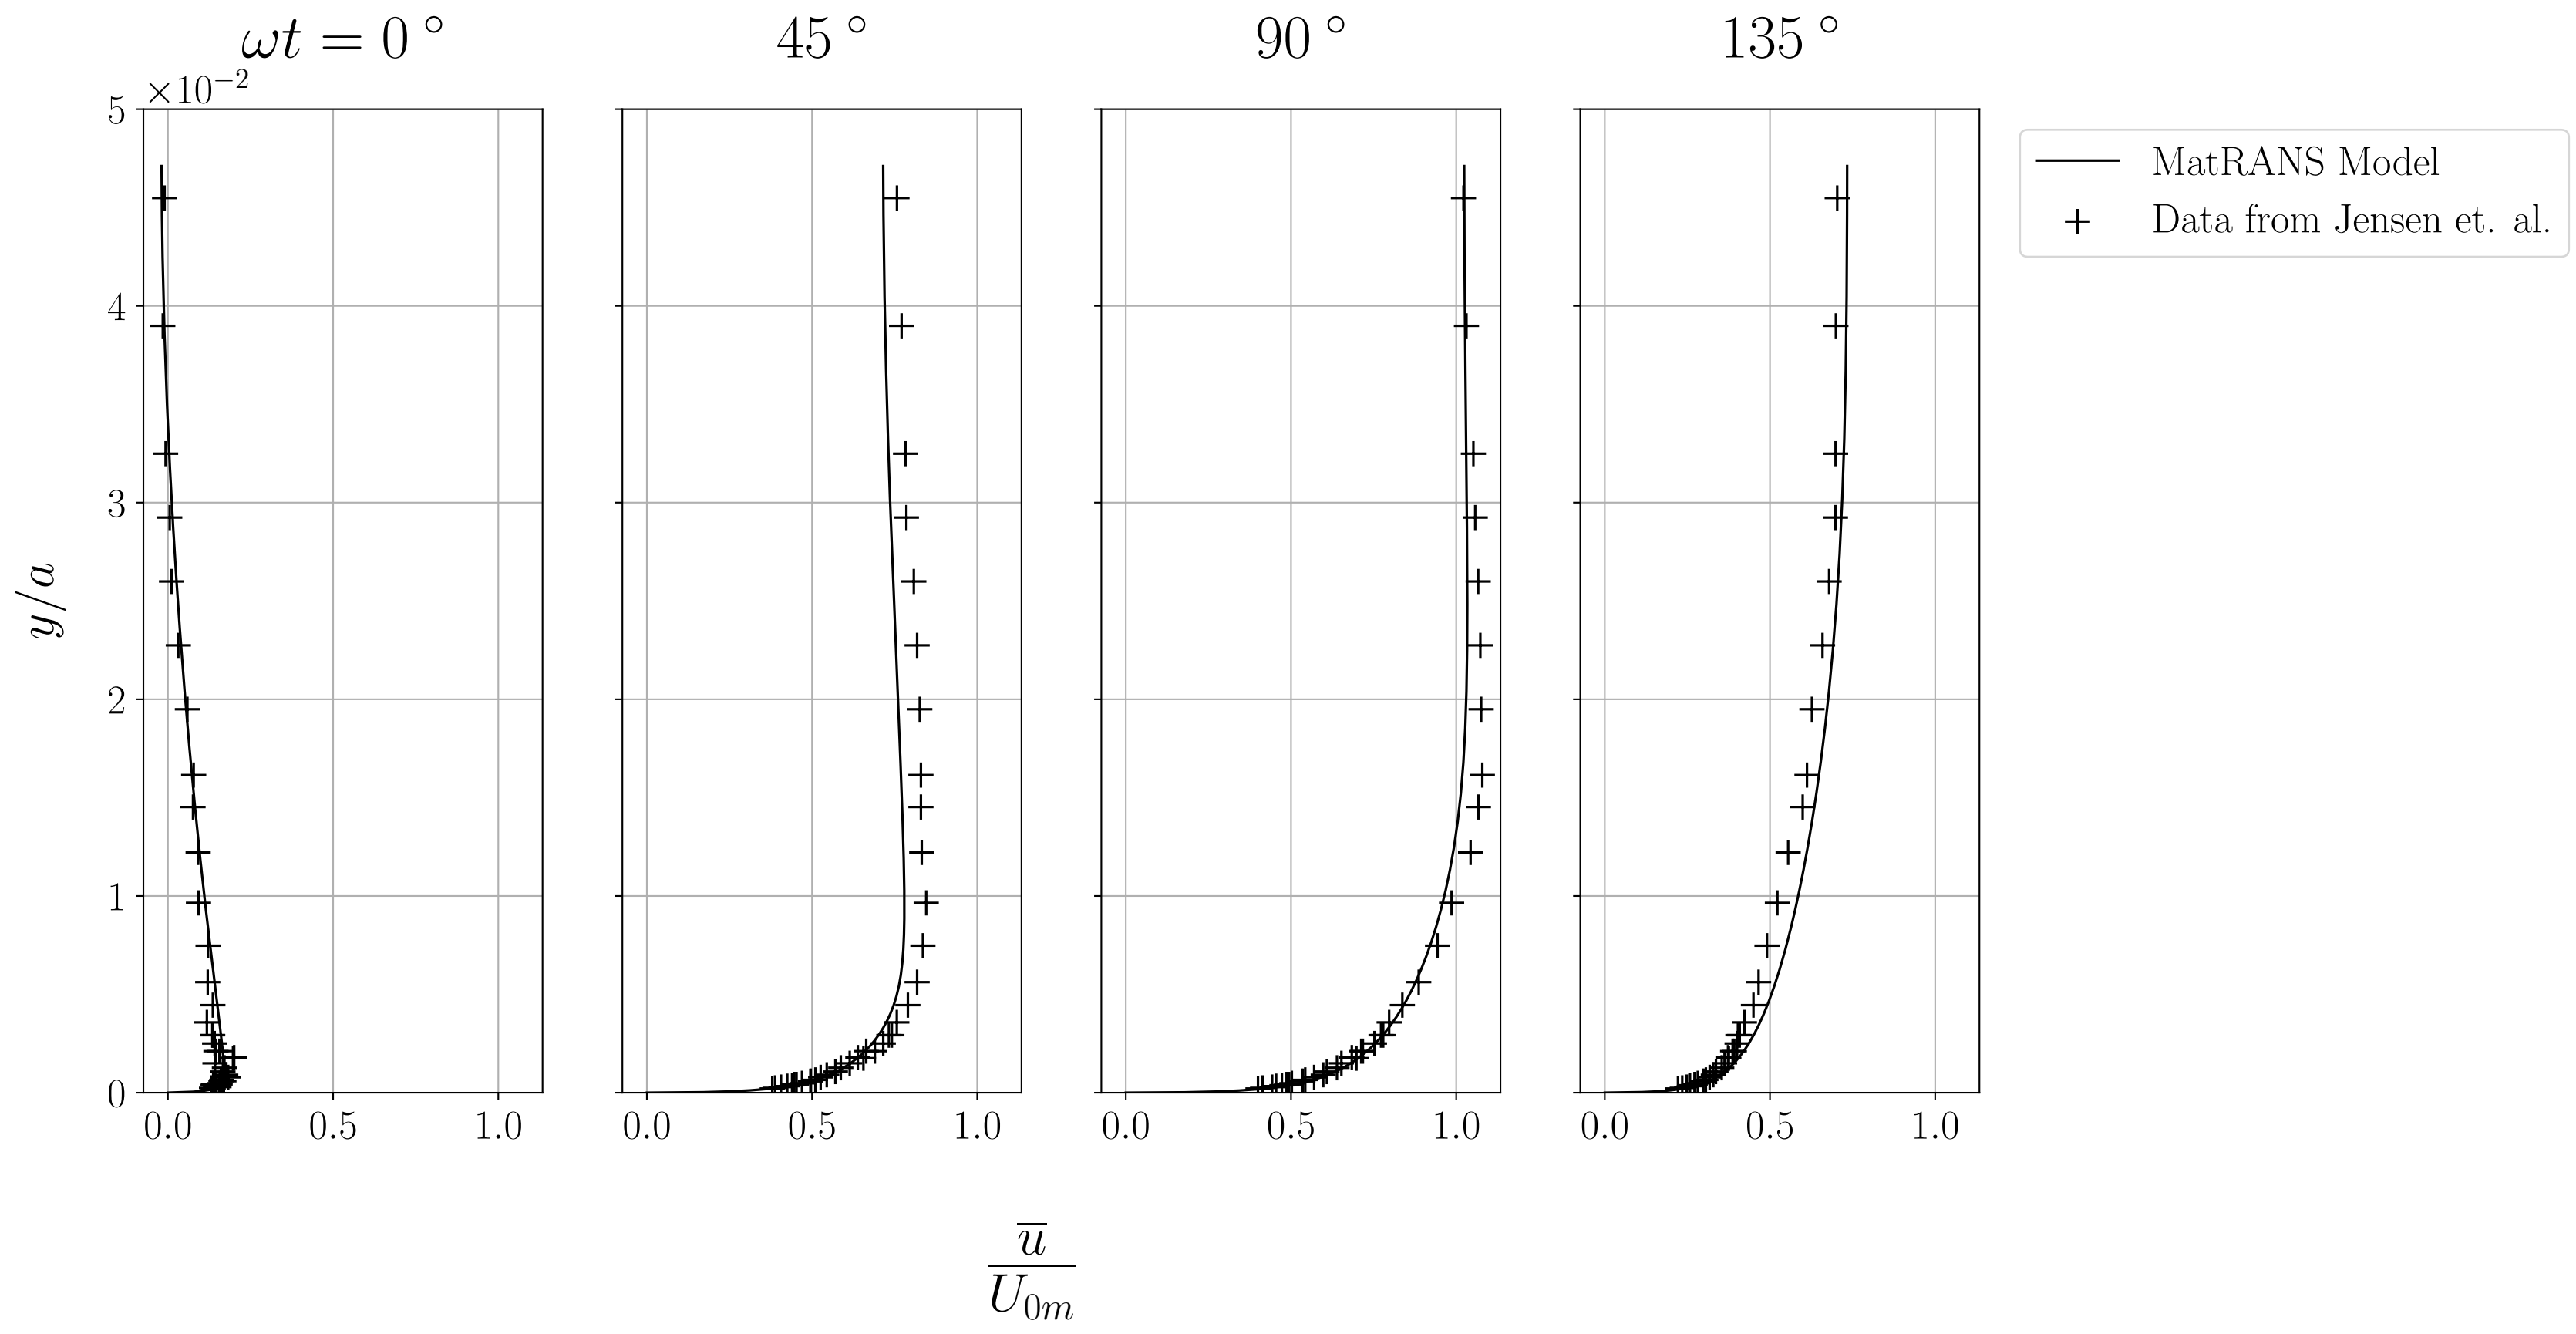 ωt = 0° 45° 90° 135°
×10⁻²
5
4
3
2
1
0
y/a
0.0 0.5 1.0 0.0 0.5 1.0 0.0 0.5 1.0 0.0 0.5 1.0
u̅
U₀ₘ
MatRANS Model
Data from Jensen et. al.